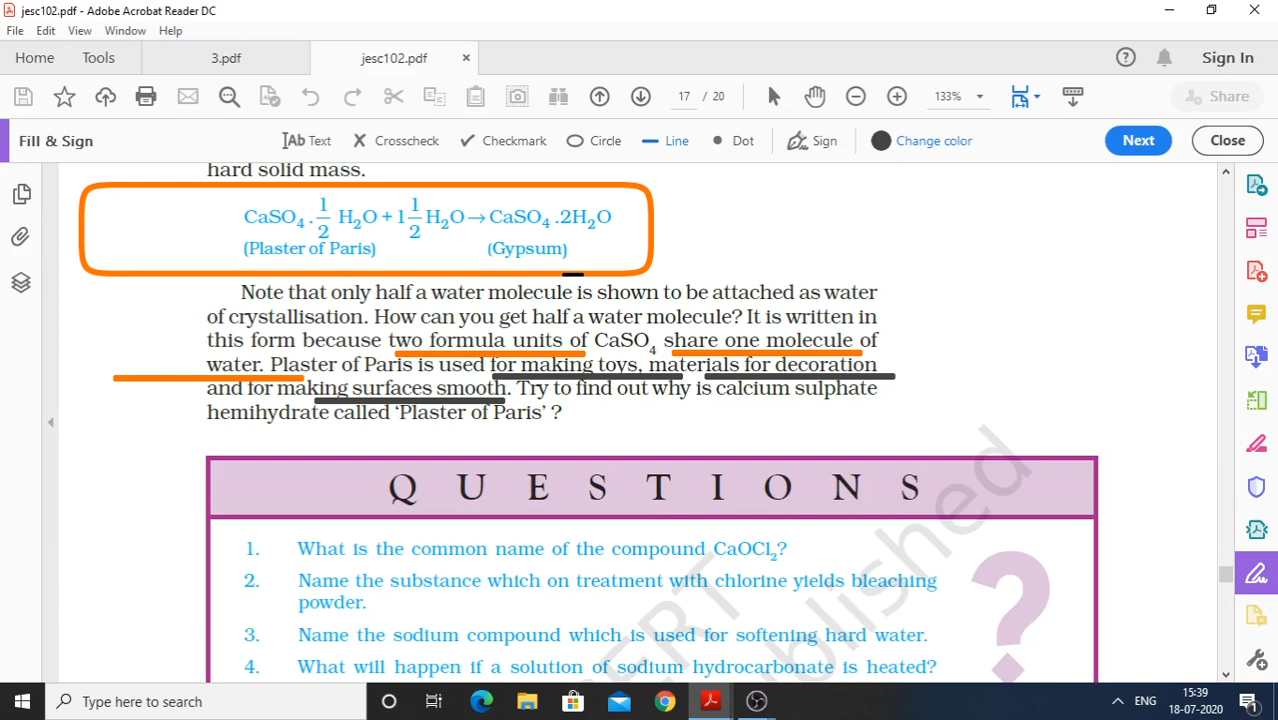 jesc102.pdf - Adobe Acrobat Reader DC
File Edit View Window Help
Home Tools 3.pdf jesc102.pdf × Sign In
17 / 20 133% Share
Fill & Sign Ab Text Crosscheck Checkmark Circle Line Dot Sign Change color Next Close
hard solid mass.
CaSO₄ . 1/2 H₂O + 1 1/2 H₂O → CaSO₄ .2H₂O
(Plaster of Paris) (Gypsum)
Note that only half a water molecule is shown to be attached as water
of crystallisation. How can you get half a water molecule? It is written in
this form because two formula units of CaSO₄ share one molecule of
water. Plaster of Paris is used for making toys, materials for decoration
and for making surfaces smooth. Try to find out why is calcium sulphate
hemihydrate called ‘Plaster of Paris’ ?
QUESTIONS
1. What is the common name of the compound CaOCl₂?
2. Name the substance which on treatment with chlorine yields bleaching
powder.
3. Name the sodium compound which is used for softening hard water.
4. What will happen if a solution of sodium hydrocarbonate is heated?
?
Type here to search ENG 15:39
18-07-2020 1